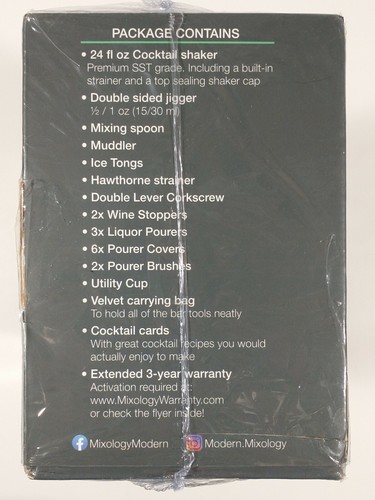 PACKAGE CONTAINS
• 24 fl oz Cocktail shaker
Premium SST grade. Including a built-in
strainer and a top sealing shaker cap
• Double sided jigger
½ / 1 oz (15/30 ml)
• Mixing spoon
• Muddler
• Ice Tongs
• Hawthorne strainer
• Double Lever Corkscrew
• 2x Wine Stoppers
• 3x Liquor Pourers
• 6x Pourer Covers
• 2x Pourer Brushes
• Utility Cup
• Velvet carrying bag
To hold all of the bar tools neatly
• Cocktail cards
With great cocktail recipes you would
actually enjoy to make
• Extended 3-year warranty
Activation required at:
www.MixologyWarranty.com
or check the flyer inside!
f MixologyModern Modern.Mixology